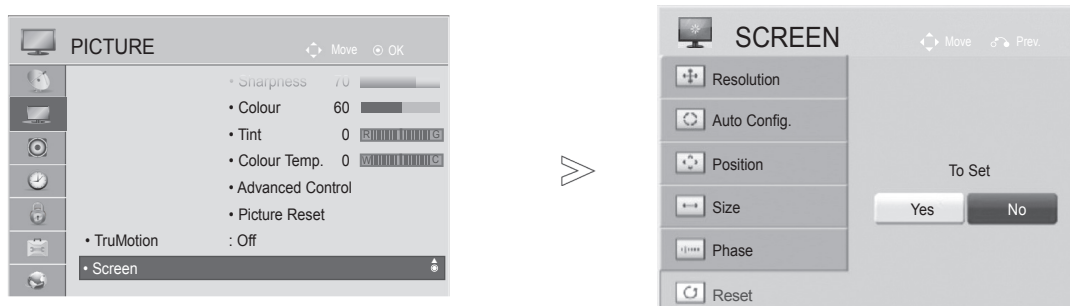 PICTURE
Move OK
• Sharpness 70
• Colour 60
• Tint 0 R G
• Colour Temp. 0 W C
• Advanced Control
• Picture Reset
• TruMotion : Off
• Screen
SCREEN
Move Prev.
Resolution
Auto Config.
Position
Size
Phase
Reset
To Set
Yes No